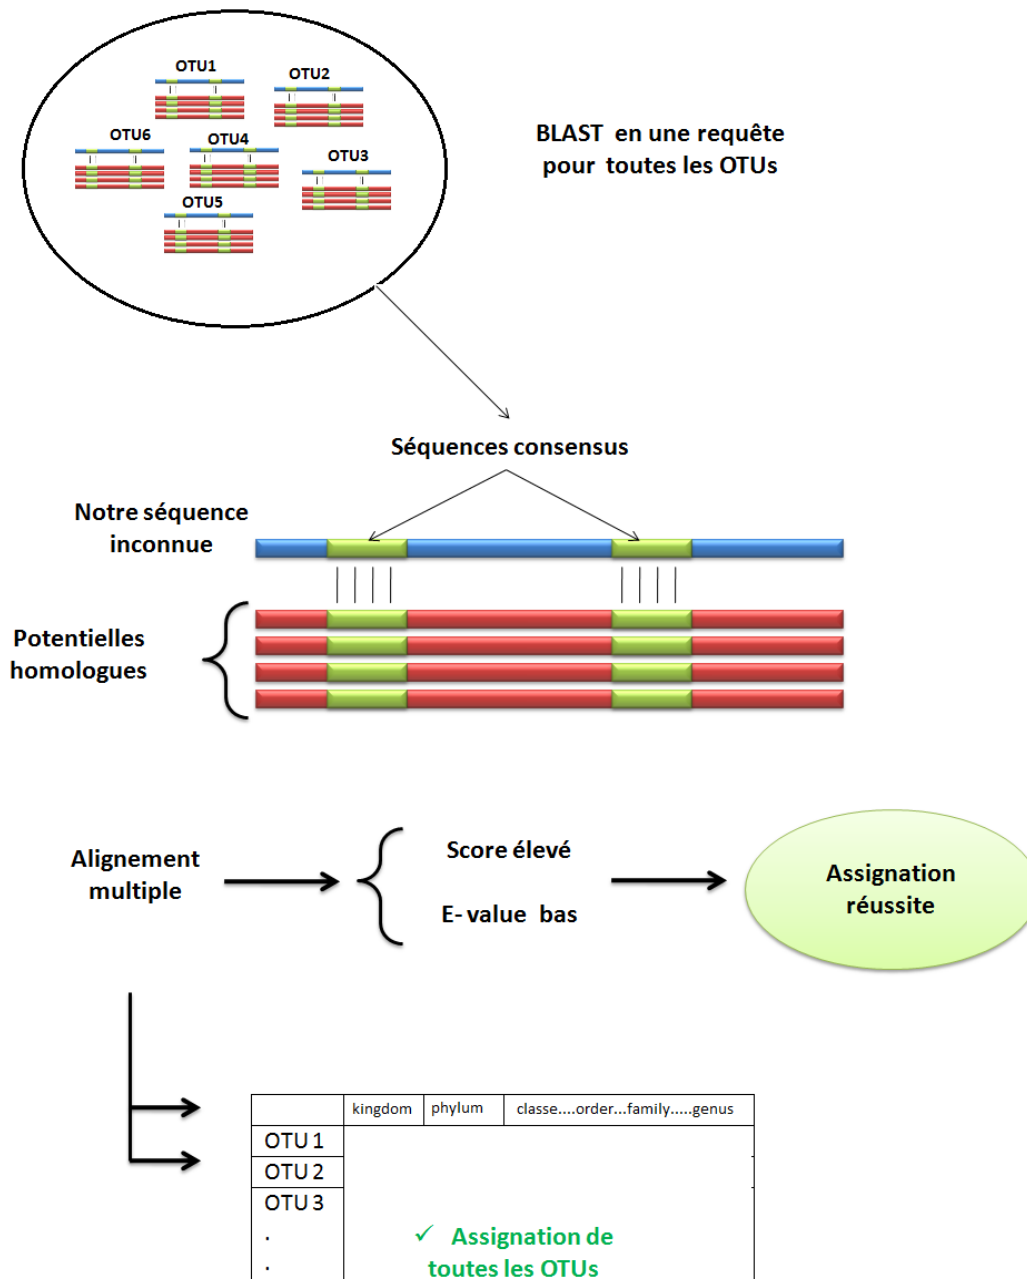 OTU1
OTU2
OTU6
OTU4
OTU3
OTU5
BLAST en une requête
pour toutes les OTUs
Séquences consensus
Notre séquence
inconnue
Potentielles
homologues
Alignement
multiple
Score élevé
E- value bas
Assignation
réussite
kingdom phylum classe....order...family.....genus
OTU 1
OTU 2
OTU 3
.
✓ Assignation de
.
toutes les OTUs